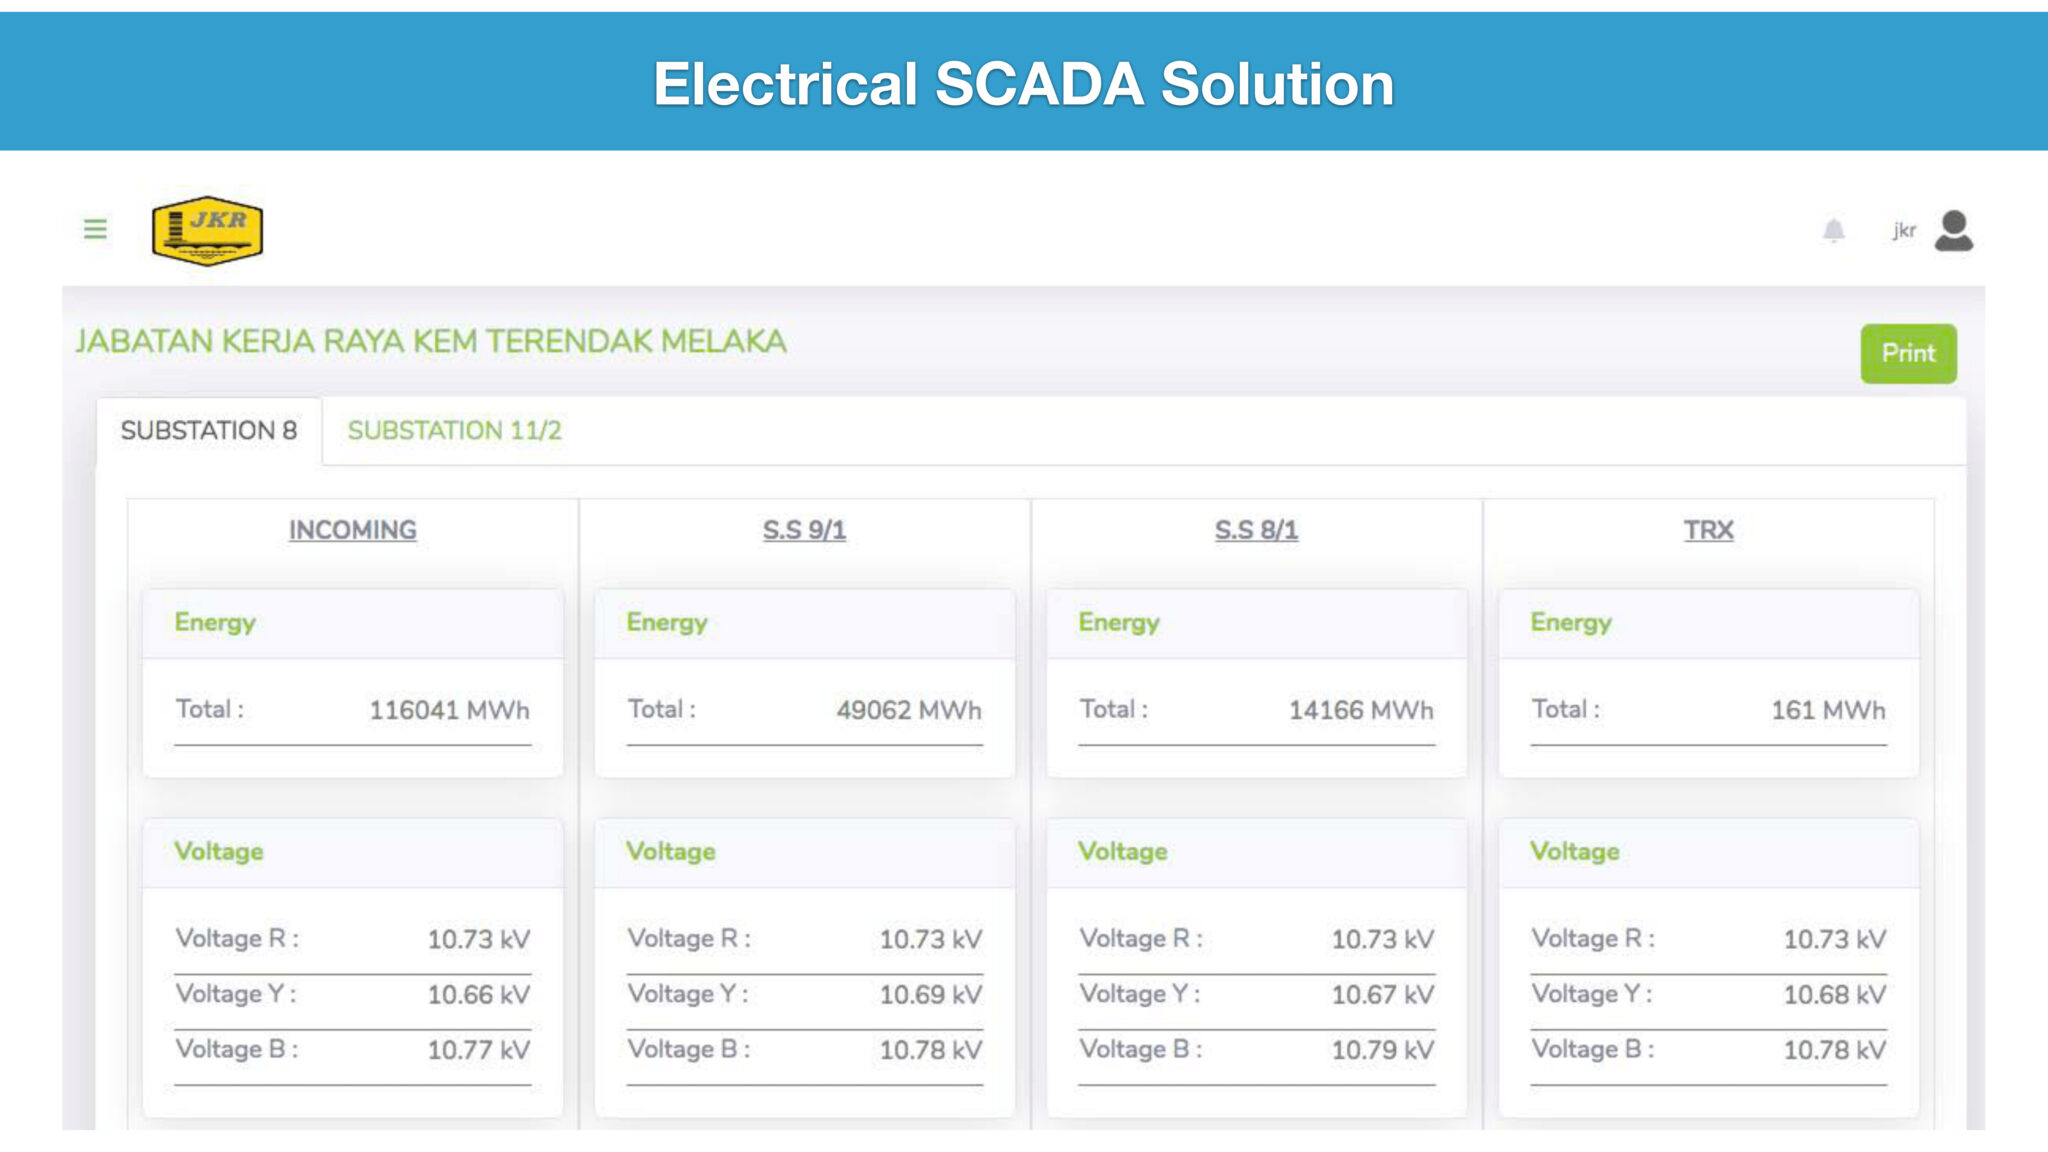 Electrical SCADA Solution
JKR
jkr
JABATAN KERJA RAYA KEM TERENDAK MELAKA
Print
SUBSTATION 8
SUBSTATION 11/2
INCOMING
Energy
Total : 116041 MWh
Voltage
Voltage R : 10.73 kV
Voltage Y : 10.66 kV
Voltage B : 10.77 kV
S.S 9/1
Energy
Total : 49062 MWh
Voltage
Voltage R : 10.73 kV
Voltage Y : 10.69 kV
Voltage B : 10.78 kV
S.S 8/1
Energy
Total : 14166 MWh
Voltage
Voltage R : 10.73 kV
Voltage Y : 10.67 kV
Voltage B : 10.79 kV
TRX
Energy
Total : 161 MWh
Voltage
Voltage R : 10.73 kV
Voltage Y : 10.68 kV
Voltage B : 10.78 kV